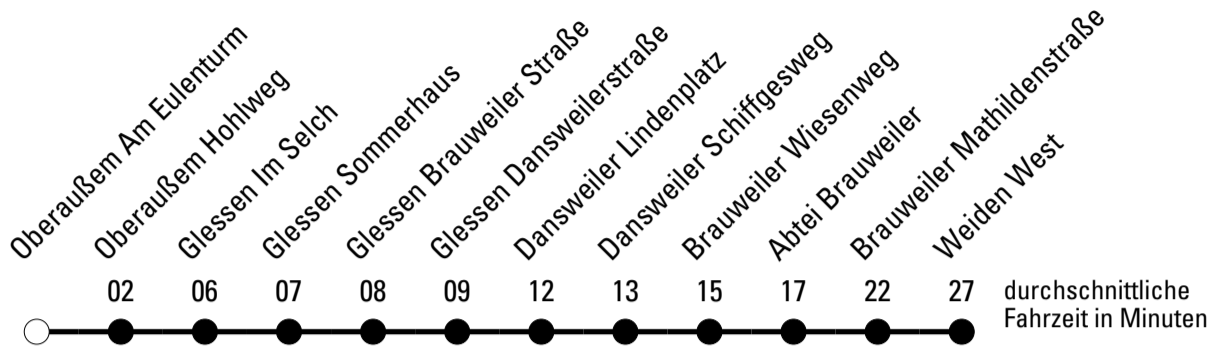 Oberaußem Am Eulenturm
Oberaußem Hohlweg
Glessen Im Selch
Glessen Sommerhaus
Glessen Brauweiler Straße
Glessen Dansweilerstraße
Dansweiler Lindenplatz
Dansweiler Schiffgesweg
Brauweiler Wiesenweg
Abtei Brauweiler
Brauweiler Mathildenstraße
Weiden West
02 06 07 08 09 12 13 15 17 22 27
durchschnittliche
Fahrzeit in Minuten